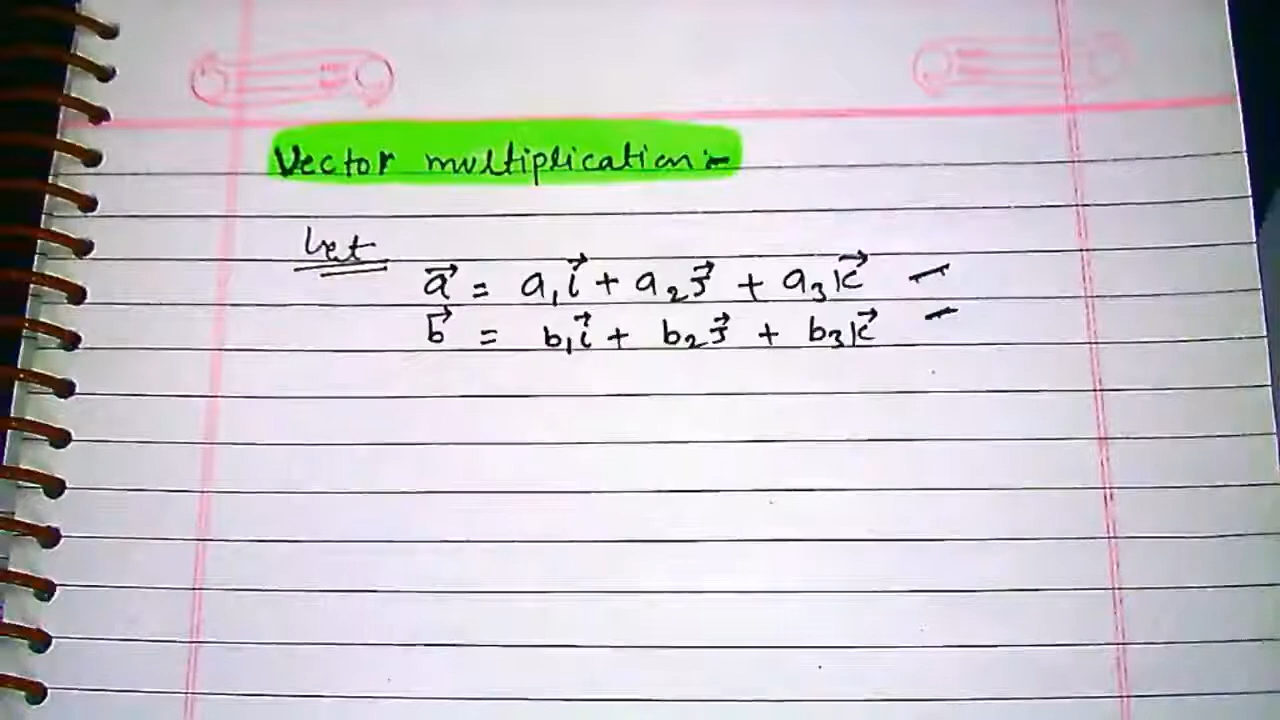 Vector multiplication:-
Let
a⃗ = a₁i⃗ + a₂j⃗ + a₃k⃗ -
b⃗ = b₁i⃗ + b₂j⃗ + b₃k⃗ -